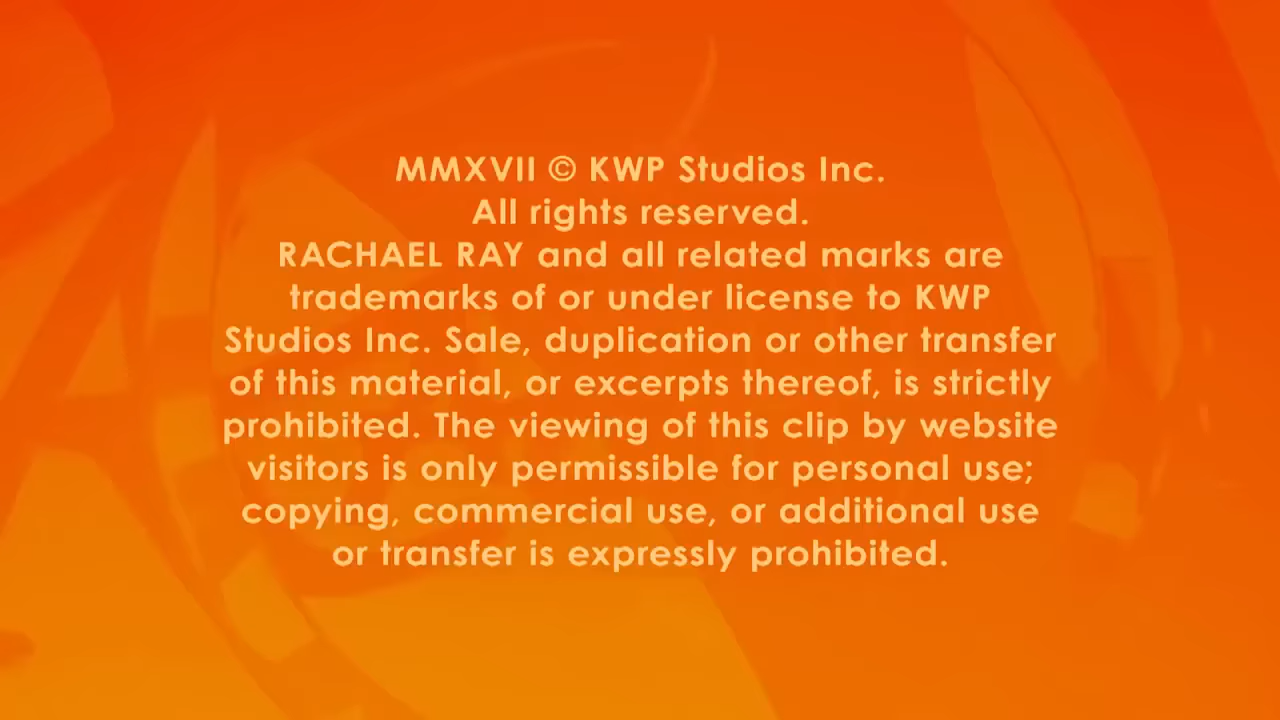 MMXVII © KWP Studios Inc.
All rights reserved.
RACHAEL RAY and all related marks are
trademarks of or under license to KWP
Studios Inc. Sale, duplication or other transfer
of this material, or excerpts thereof, is strictly
prohibited. The viewing of this clip by website
visitors is only permissible for personal use;
copying, commercial use, or additional use
or transfer is expressly prohibited.